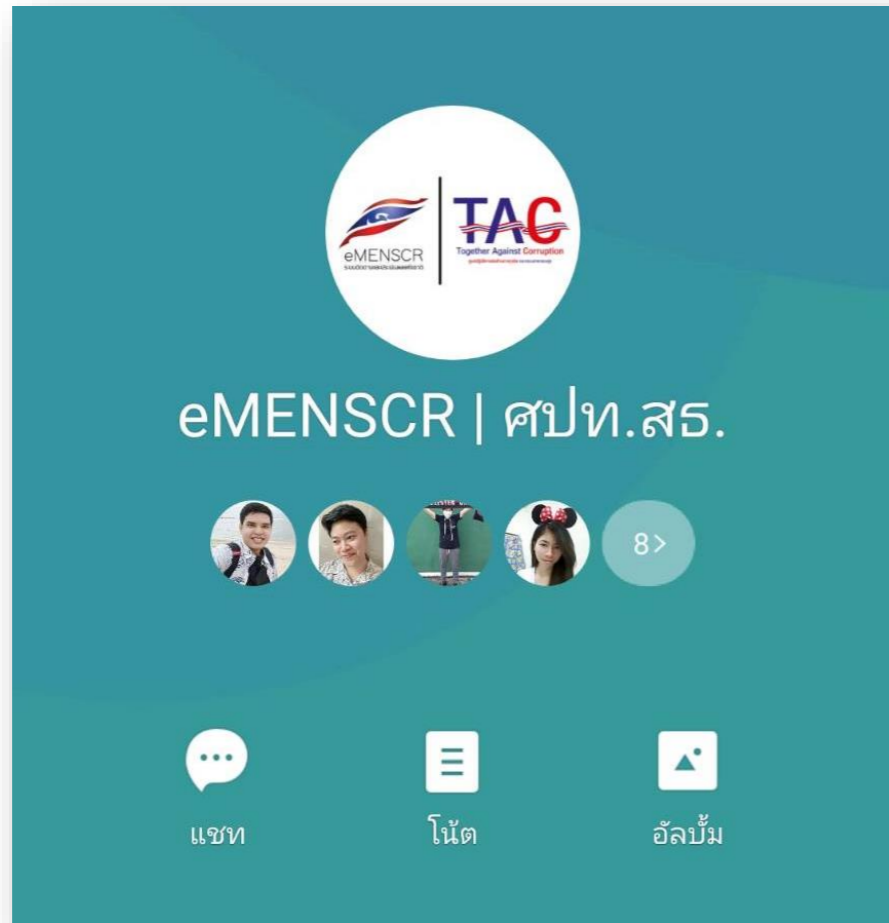 eMENSCR
TAC
Together Against Corruption
eMENSCR | ศปท.สธ.
8>
แชท
โน้ต
อัลบั้ม